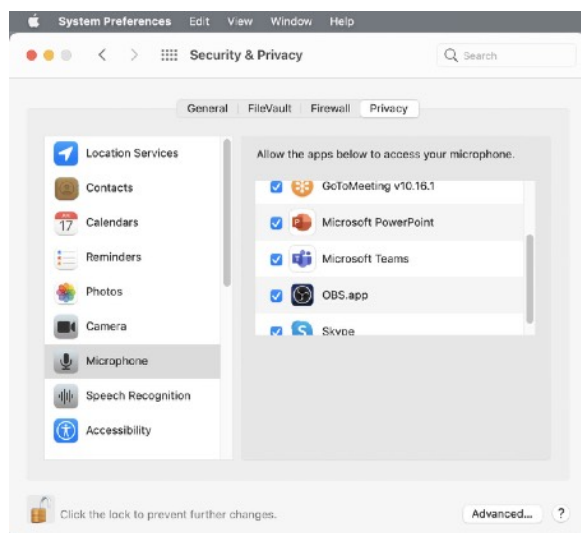 System Preferences Edit View Window Help
Security & Privacy
Search
General FileVault Firewall Privacy
Location Services
Contacts
JUL
17
Calendars
Reminders
Photos
Camera
Microphone
Speech Recognition
Accessibility
Allow the apps below to access your microphone.
GoToMeeting v10.16.1
Microsoft PowerPoint
Microsoft Teams
OBS.app
Skype
Click the lock to prevent further changes.
Advanced... ?